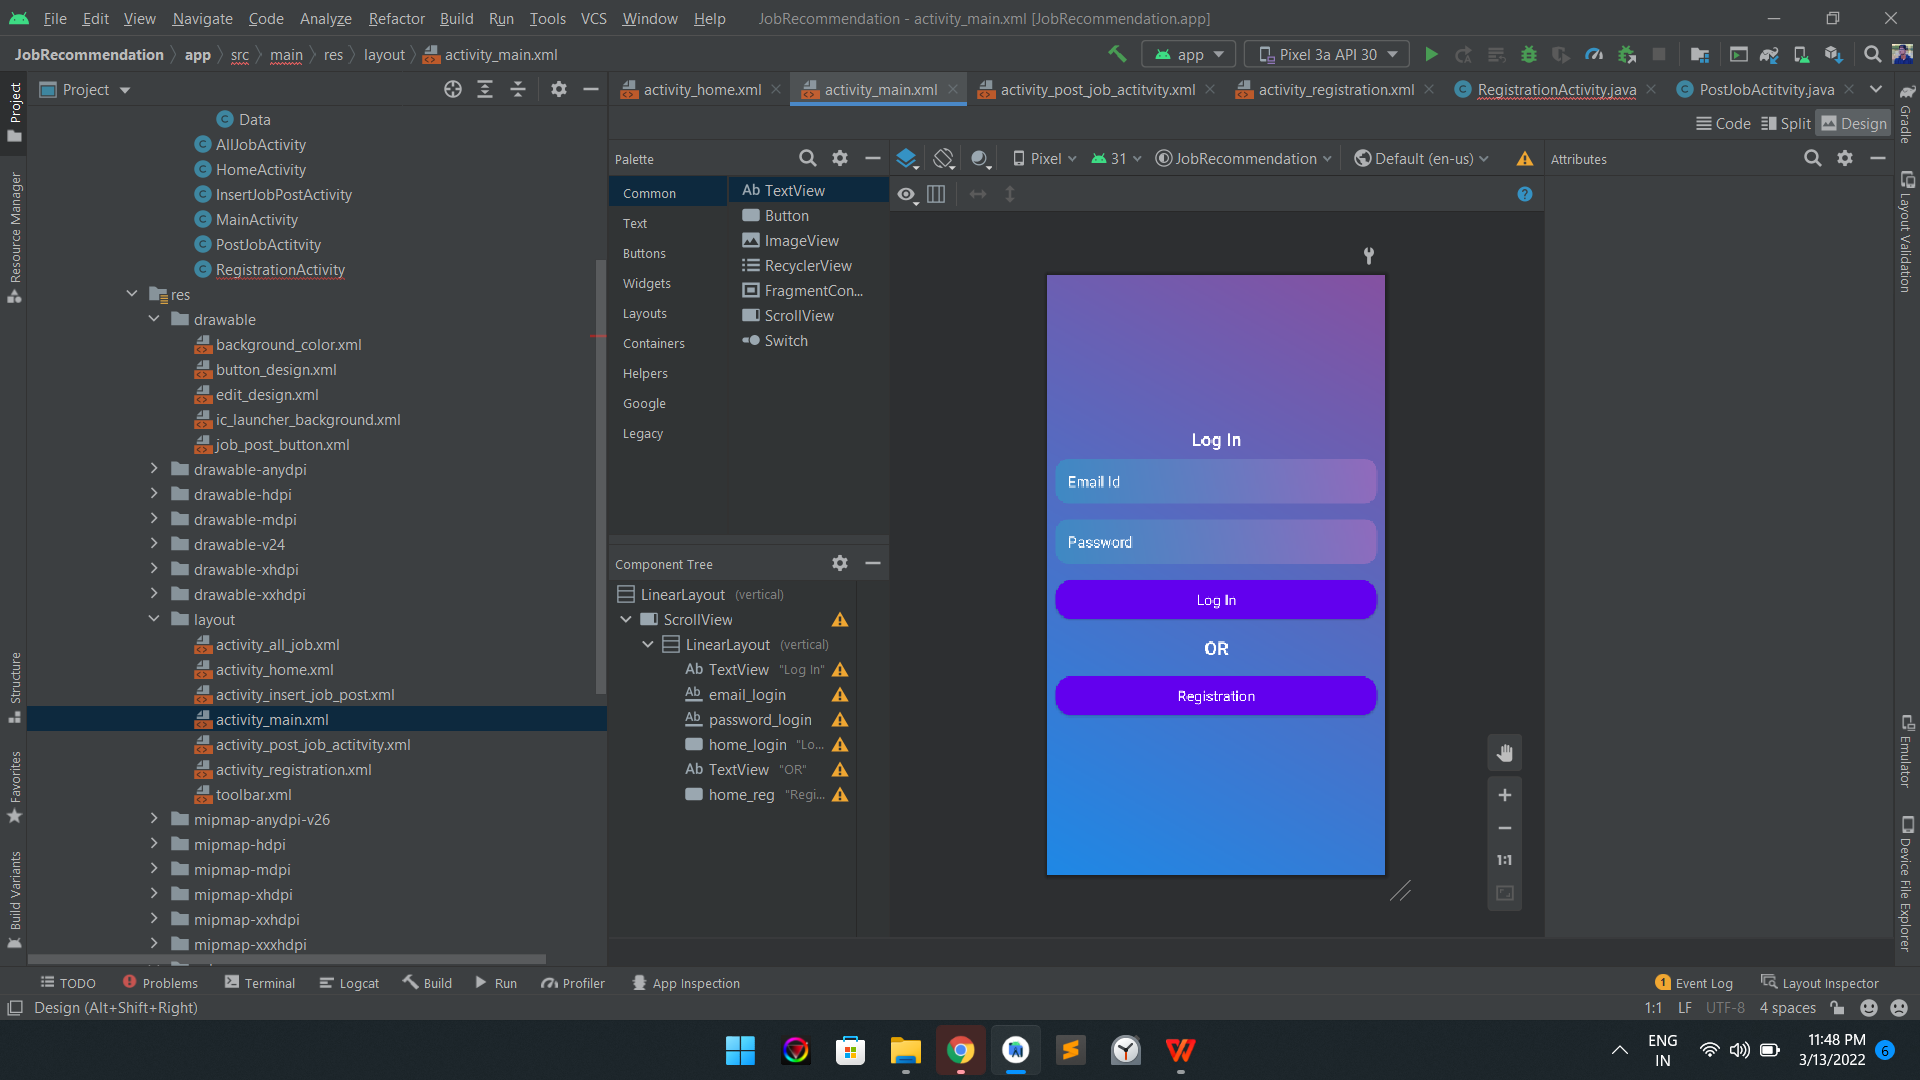 File Edit View Navigate Code Analyze Refactor Build Run Tools VCS Window Help JobRecommendation - activity_main.xml [JobRecommendation.app]
JobRecommendation app src main res layout activity_main.xml
app
Pixel 3a API 30
Project
activity_home.xml
activity_main.xml
activity_post_job_actitvity.xml
activity_registration.xml
RegistrationActivity.java
PostJobActitvity.java
Code Split Design
Project
Resource Manager
Structure
Favorites
Build Variants
Data
AllJobActivity
HomeActivity
InsertJobPostActivity
MainActivity
PostJobActitvity
RegistrationActivity
res
drawable
background_color.xml
button_design.xml
edit_design.xml
ic_launcher_background.xml
job_post_button.xml
drawable-anydpi
drawable-hdpi
drawable-mdpi
drawable-v24
drawable-xhdpi
drawable-xxhdpi
layout
activity_all_job.xml
activity_home.xml
activity_insert_job_post.xml
activity_main.xml
activity_post_job_actitvity.xml
activity_registration.xml
toolbar.xml
mipmap-anydpi-v26
mipmap-hdpi
mipmap-mdpi
mipmap-xhdpi
mipmap-xxhdpi
mipmap-xxxhdpi
Palette
Common
Text
Buttons
Widgets
Layouts
Containers
Helpers
Google
Legacy
Ab TextView
Button
ImageView
RecyclerView
FragmentCon...
ScrollView
Switch
Component Tree
LinearLayout (vertical)
ScrollView
LinearLayout (vertical)
Ab TextView "Log In"
Ab email_login
Ab password_login
home_login "Lo...
Ab TextView "OR"
home_reg "Regi...
Pixel 31 JobRecommendation Default (en-us)
?
Log In
Email Id
Password
Log In
OR
Registration
1:1
Attributes
Gradle
Layout Validation
Emulator
Device File Explorer
TODO Problems Terminal Logcat Build Run Profiler App Inspection
1 Event Log Layout Inspector
Design (Alt+Shift+Right)
1:1 LF UTF-8 4 spaces
ENG
IN
11:48 PM
3/13/2022
6